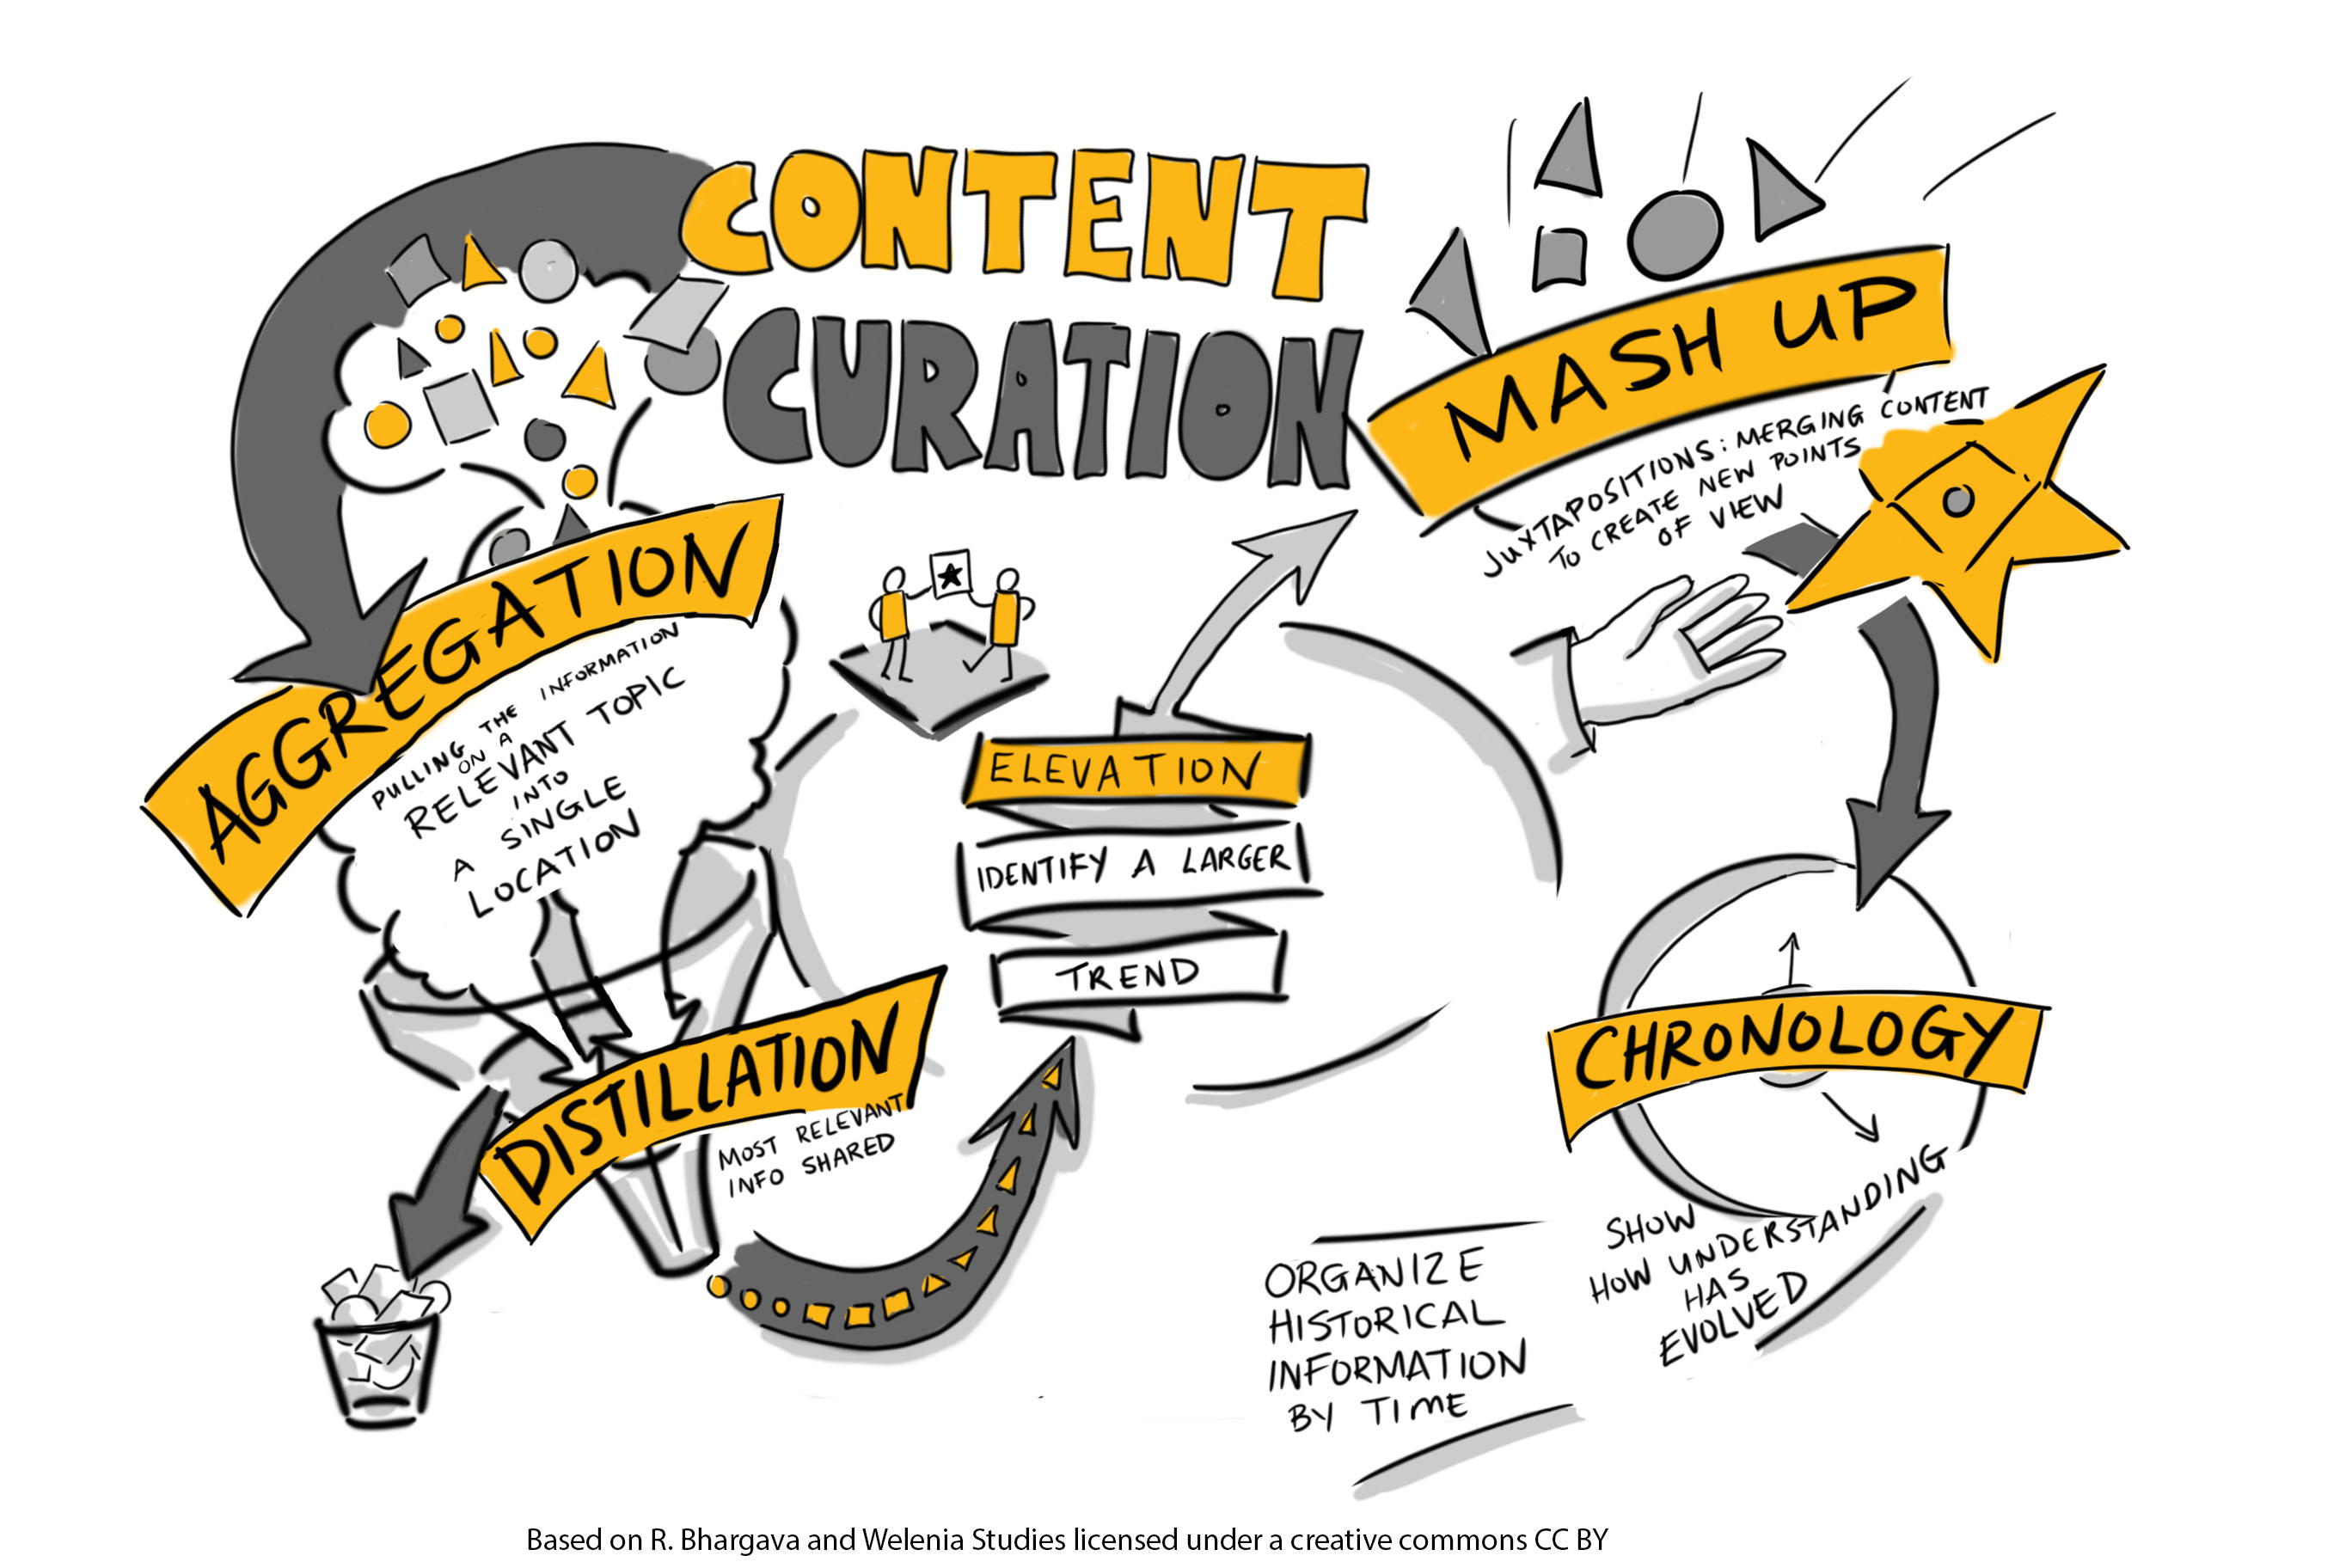 CONTENT
CURATION
AGGREGATION
PULLING THE INFORMATION
ON A
RELEVANT TOPIC
INTO
A SINGLE
LOCATION
DISTILLATION
MOST RELEVANT
INFO SHARED
ELEVATION
IDENTIFY A LARGER
TREND
MASH UP
JUXTAPOSITIONS: MERGING CONTENT
TO CREATE NEW POINTS
OF VIEW
CHRONOLOGY
ORGANIZE
HISTORICAL
INFORMATION
BY TIME
SHOW
HOW UNDERSTANDING
HAS
EVOLVED
Based on R. Bhargava and Welenia Studies licensed under a creative commons CC BY